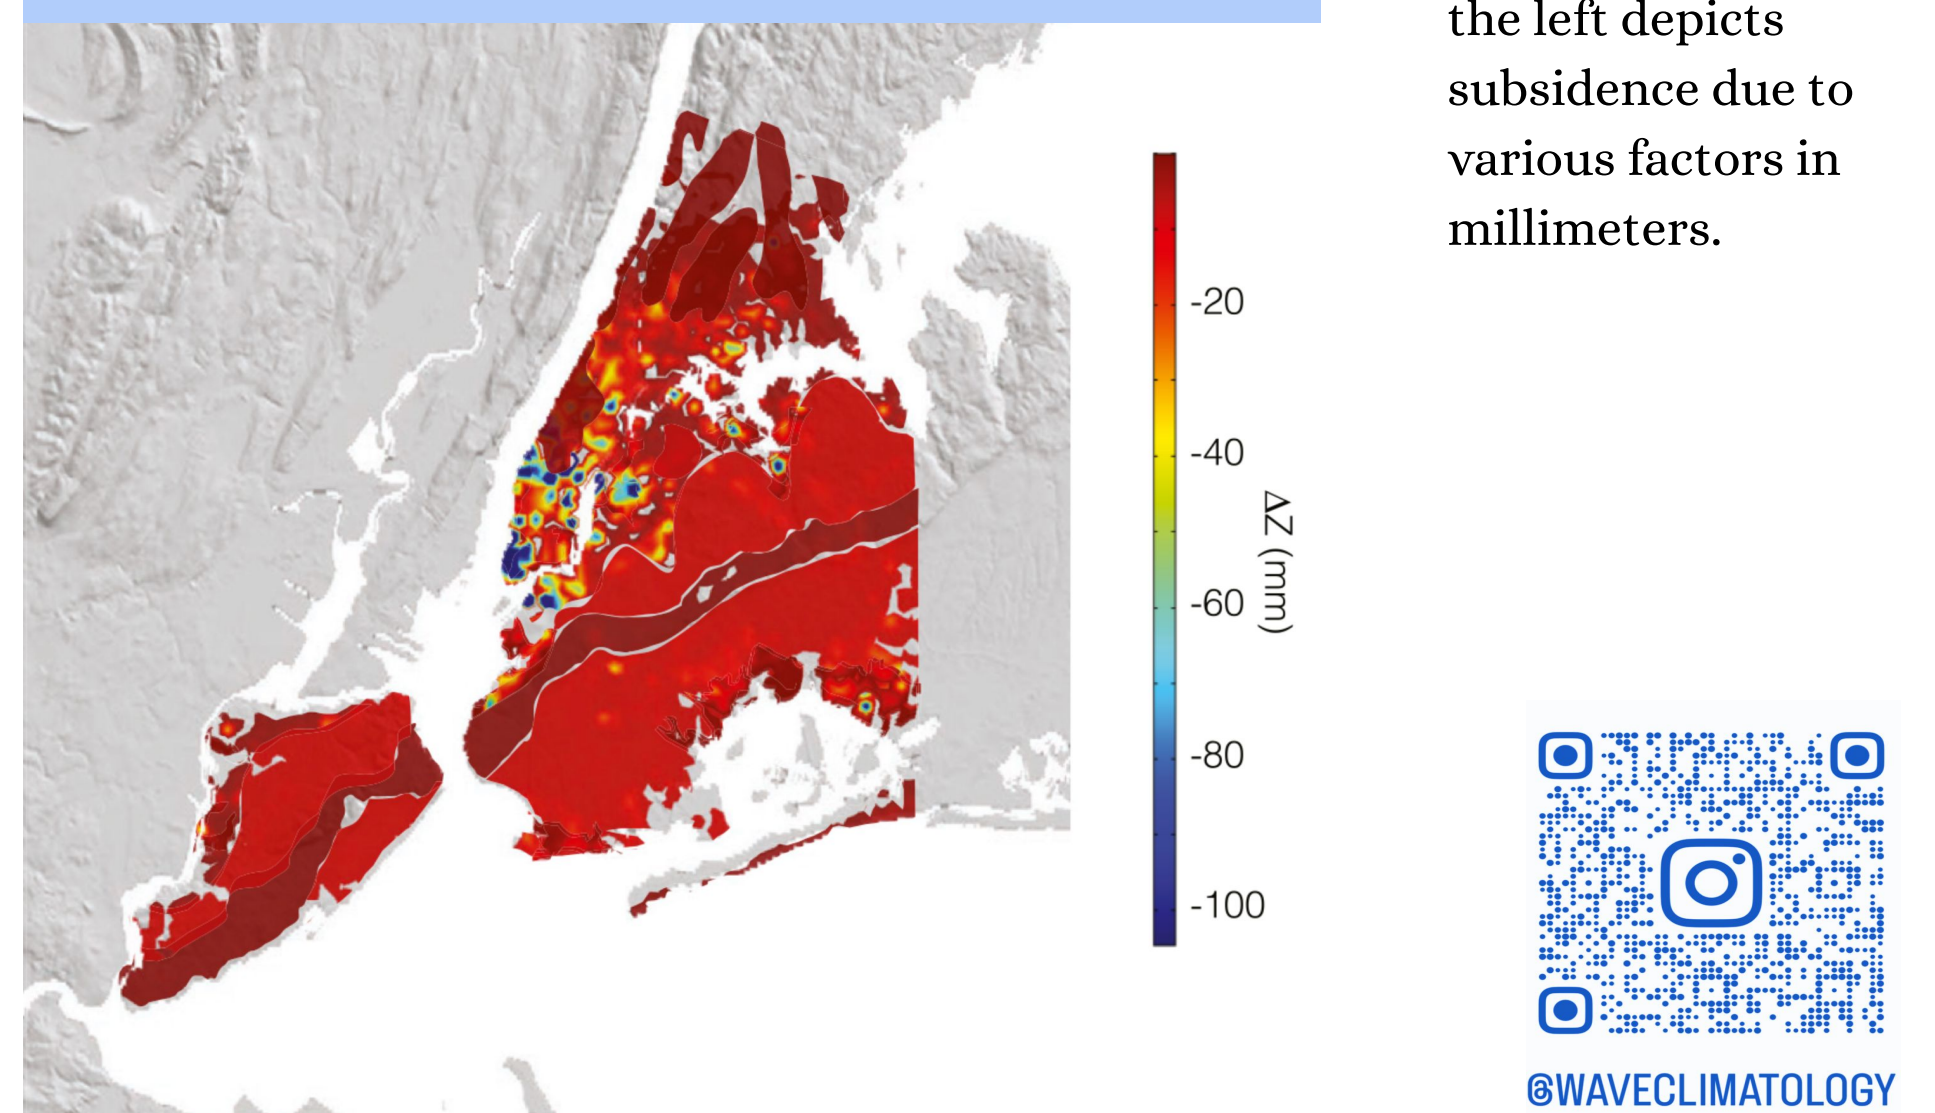 the left depicts
subsidence due to
various factors in
millimeters.
-20
-40
-60
-80
-100
ΔZ (mm)
@WAVECLIMATOLOGY